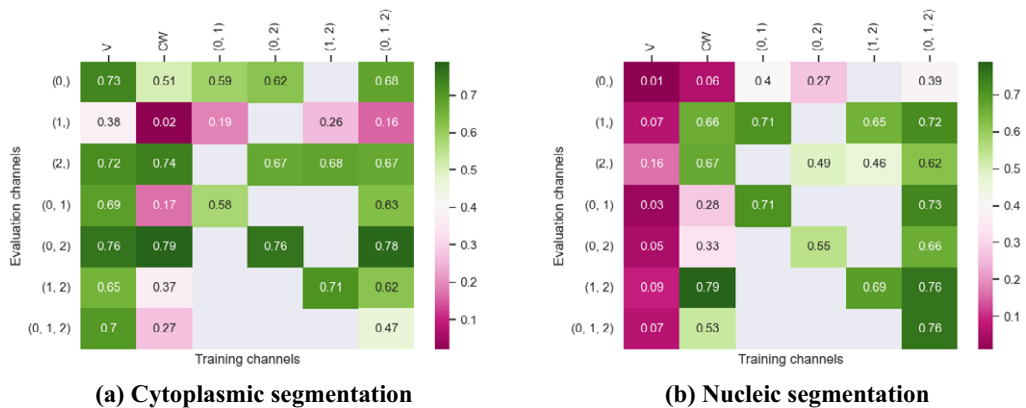 V CW (0, 1) (0, 2) (1, 2) (0, 1, 2)
(0,) 0.73 0.51 0.59 0.62 0.68
(1,) 0.38 0.02 0.19 0.26 0.16
(2,) 0.72 0.74 0.67 0.68 0.67
(0, 1) 0.69 0.17 0.58 0.63
(0, 2) 0.76 0.79 0.76 0.78
(1, 2) 0.65 0.37 0.71 0.62
(0, 1, 2) 0.7 0.27 0.47
Evaluation channels
Training channels
0.7
0.6
0.5
0.4
0.3
0.2
0.1
(a) Cytoplasmic segmentation
V CW (0, 1) (0, 2) (1, 2) (0, 1, 2)
(0,) 0.01 0.06 0.4 0.27 0.39
(1,) 0.07 0.66 0.71 0.65 0.72
(2,) 0.16 0.67 0.49 0.46 0.62
(0, 1) 0.03 0.28 0.71 0.73
(0, 2) 0.05 0.33 0.55 0.66
(1, 2) 0.09 0.79 0.69 0.76
(0, 1, 2) 0.07 0.53 0.76
Evaluation channels
Training channels
0.7
0.6
0.5
0.4
0.3
0.2
0.1
(b) Nucleic segmentation